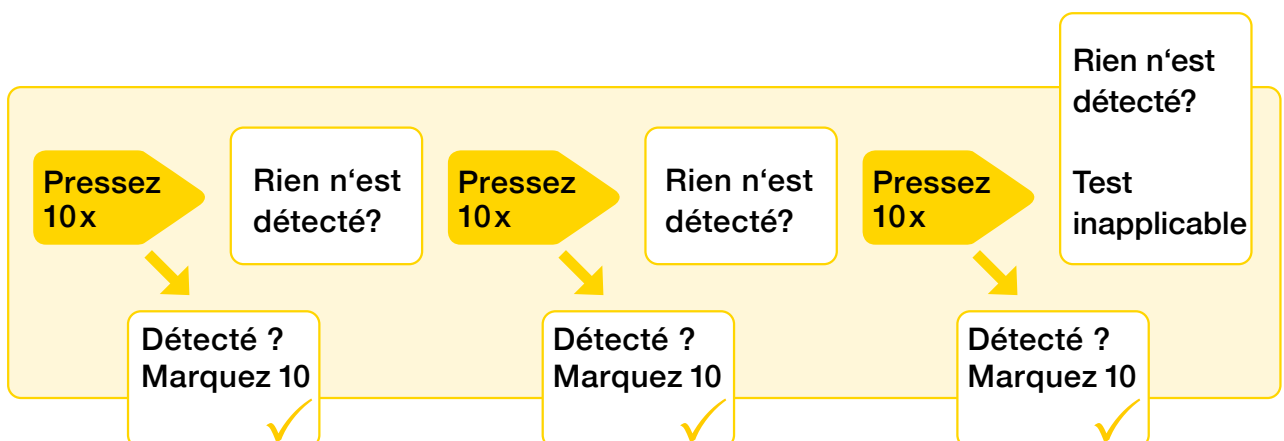 Pressez
10x
Rien n‘est
détecté?
Détecté ?
Marquez 10
Pressez
10x
Rien n‘est
détecté?
Détecté ?
Marquez 10
Pressez
10x
Rien n‘est
détecté?
Test
inapplicable
Détecté ?
Marquez 10